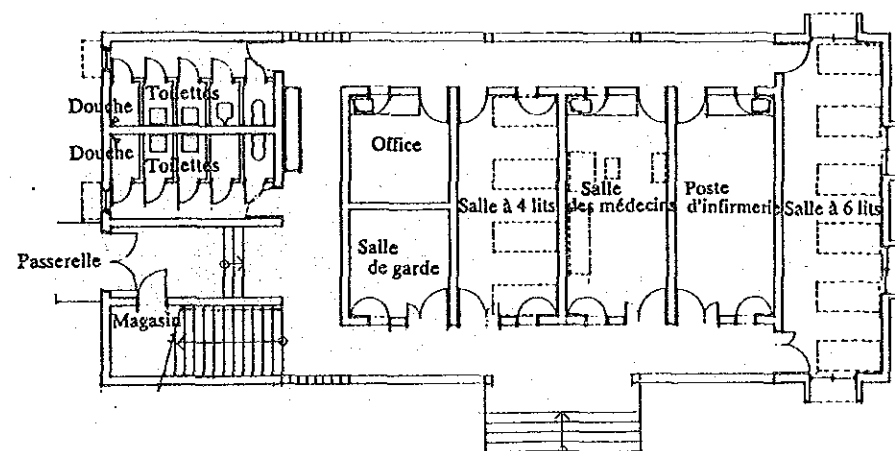 Toilettes
Douche
Douche
Toilettes
Office
Salle à 4 lits
Salle
des médecins
Poste
d'infirmerie
Salle à 6 lits
Salle
de garde
Passerelle
Magasin